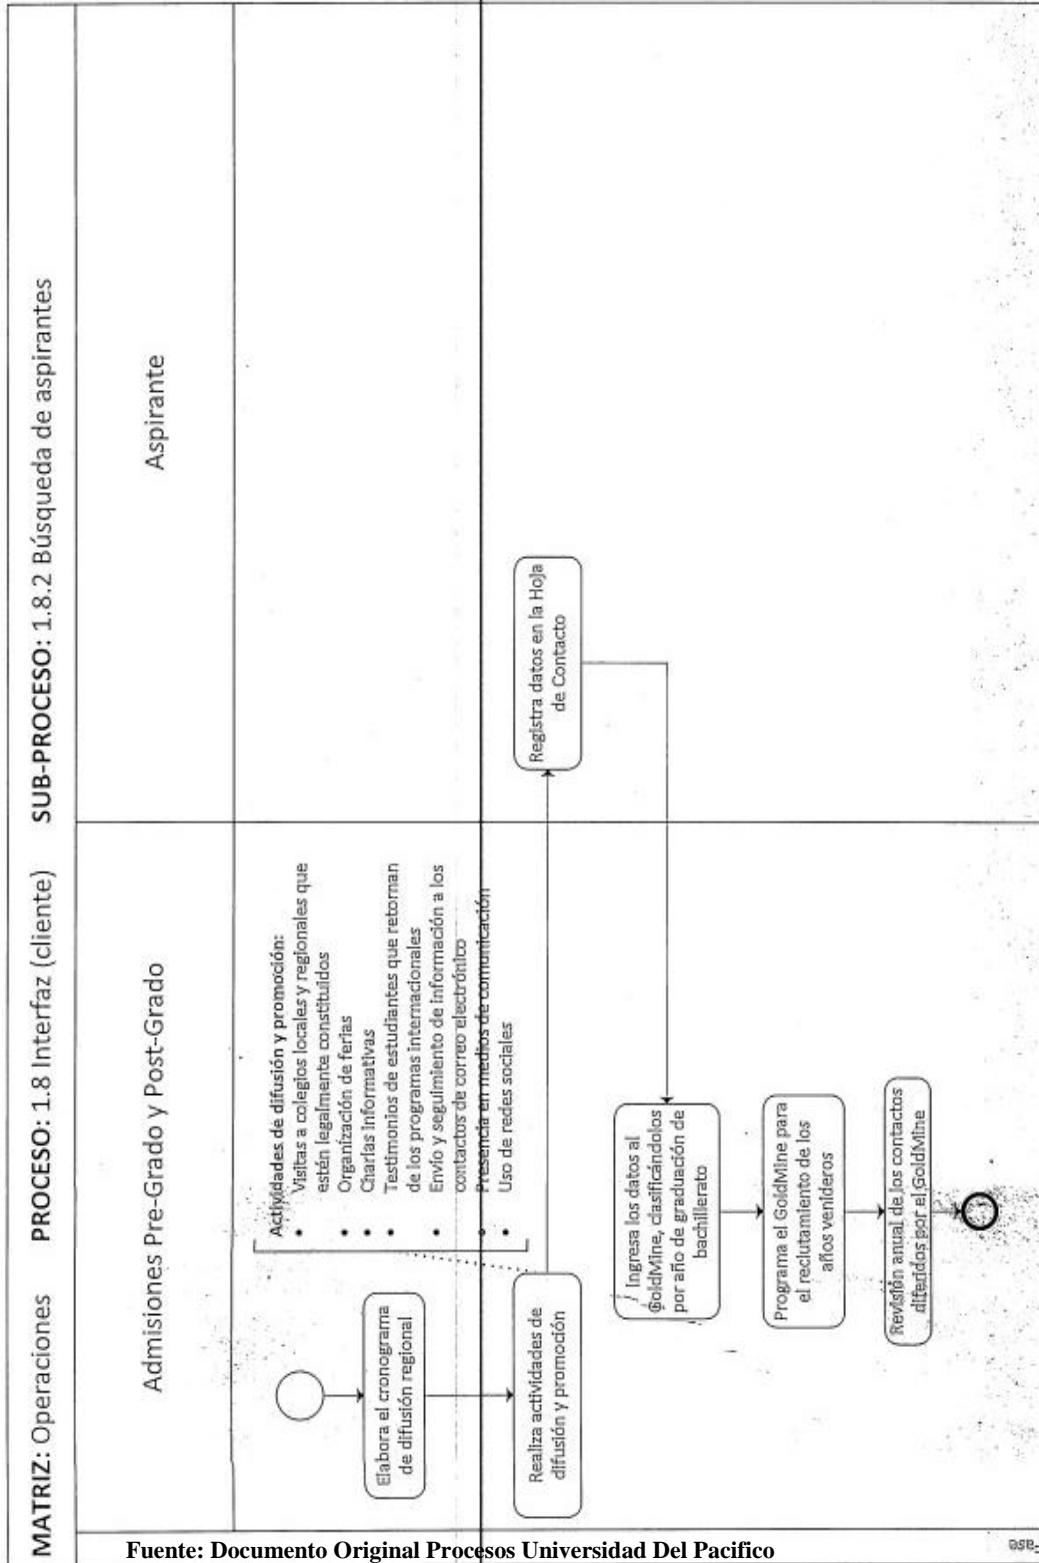 MATRIZ: Operaciones PROCESO: 1.8 Interfaz (cliente) SUB-PROCESO: 1.8.2 Búsqueda de aspirantes
Admisiones Pre-Grado y Post-Grado
Aspirante
Actividades de difusión y promoción:
• Visitas a colegios locales y regionales que
estén legalmente constituidos
• Organización de ferias
• Charlas informativas
• Testimonios de estudiantes que retornan
de los programas internacionales
• Envío y seguimiento de información a los
contactos de correo electrónico
• Presencia en medios de comunicación
• Uso de redes sociales
Elabora el cronograma
de difusión regional
Realiza actividades de
difusión y promoción
Registra datos en la Hoja
de Contacto
Ingresa los datos al
GoldMine, clasificándolos
por año de graduación de
bachillerato
Programa el GoldMine para
el reclutamiento de los
años venideros
Revisión anual de los contactos
diferidos por el GoldMine
Fase
Fuente: Documento Original Procesos Universidad Del Pacifico